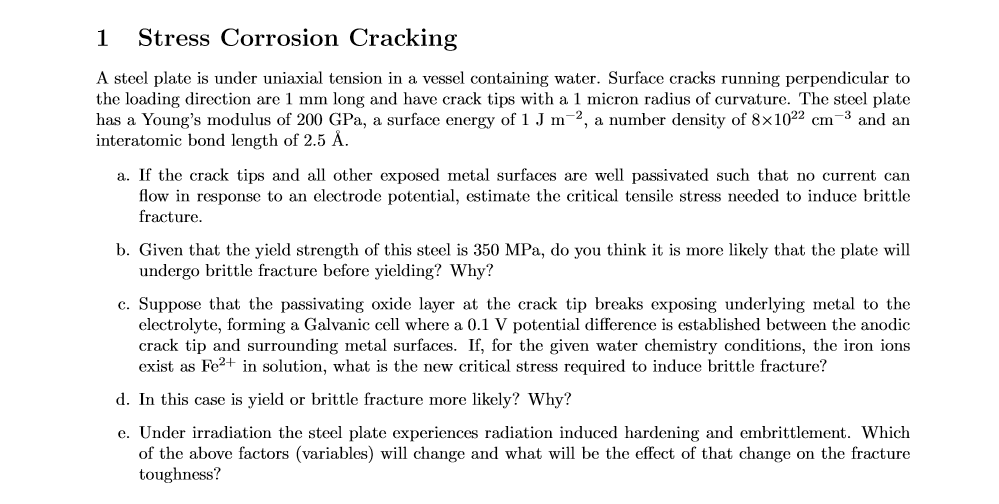 1 Stress Corrosion Cracking
A steel plate is under uniaxial tension in a vessel containing water. Surface cracks running perpendicular to
the loading direction are 1 mm long and have crack tips with a 1 micron radius of curvature. The steel plate
has a Young's modulus of 200 GPa, a surface energy of 1 J m⁻², a number density of 8×10²² cm⁻³ and an
interatomic bond length of 2.5 Å.
a. If the crack tips and all other exposed metal surfaces are well passivated such that no current can
flow in response to an electrode potential, estimate the critical tensile stress needed to induce brittle
fracture.
b. Given that the yield strength of this steel is 350 MPa, do you think it is more likely that the plate will
undergo brittle fracture before yielding? Why?
c. Suppose that the passivating oxide layer at the crack tip breaks exposing underlying metal to the
electrolyte, forming a Galvanic cell where a 0.1 V potential difference is established between the anodic
crack tip and surrounding metal surfaces. If, for the given water chemistry conditions, the iron ions
exist as Fe²⁺ in solution, what is the new critical stress required to induce brittle fracture?
d. In this case is yield or brittle fracture more likely? Why?
e. Under irradiation the steel plate experiences radiation induced hardening and embrittlement. Which
of the above factors (variables) will change and what will be the effect of that change on the fracture
toughness?